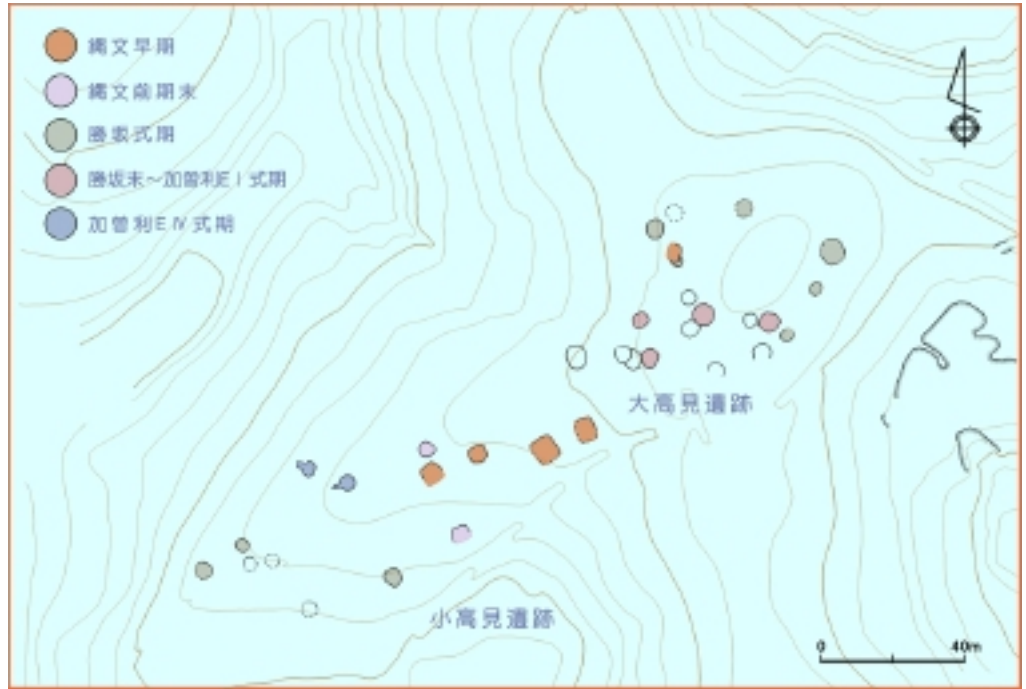 縄文早期
縄文前期末
勝坂式期
勝坂末～加曽利EⅠ式期
加曽利EⅣ式期
大高見遺跡
小高見遺跡
0 40m